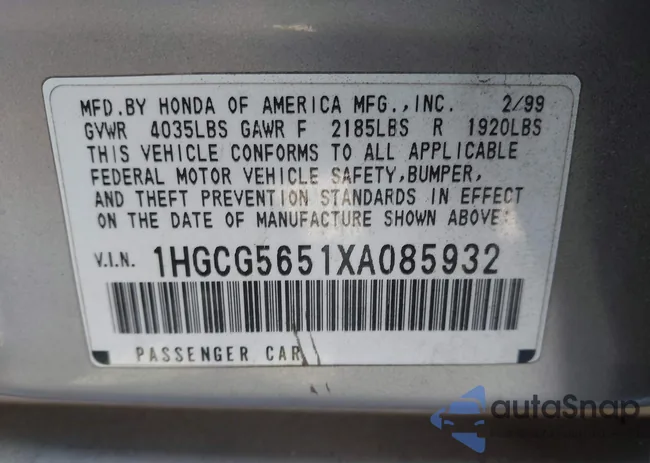 MFD.BY HONDA OF AMERICA MFG.,INC. 2/99
GVWR 4035LBS GAWR F 2185LBS R 1920LBS
THIS VEHICLE CONFORMS TO ALL APPLICABLE
FEDERAL MOTOR VEHICLE SAFETY,BUMPER,
AND THEFT PREVENTION STANDARDS IN EFFECT
ON THE DATE OF MANUFACTURE SHOWN ABOVE.
V.I.N. 1HGCG5651XA085932
PASSENGER CAR
autoSnap